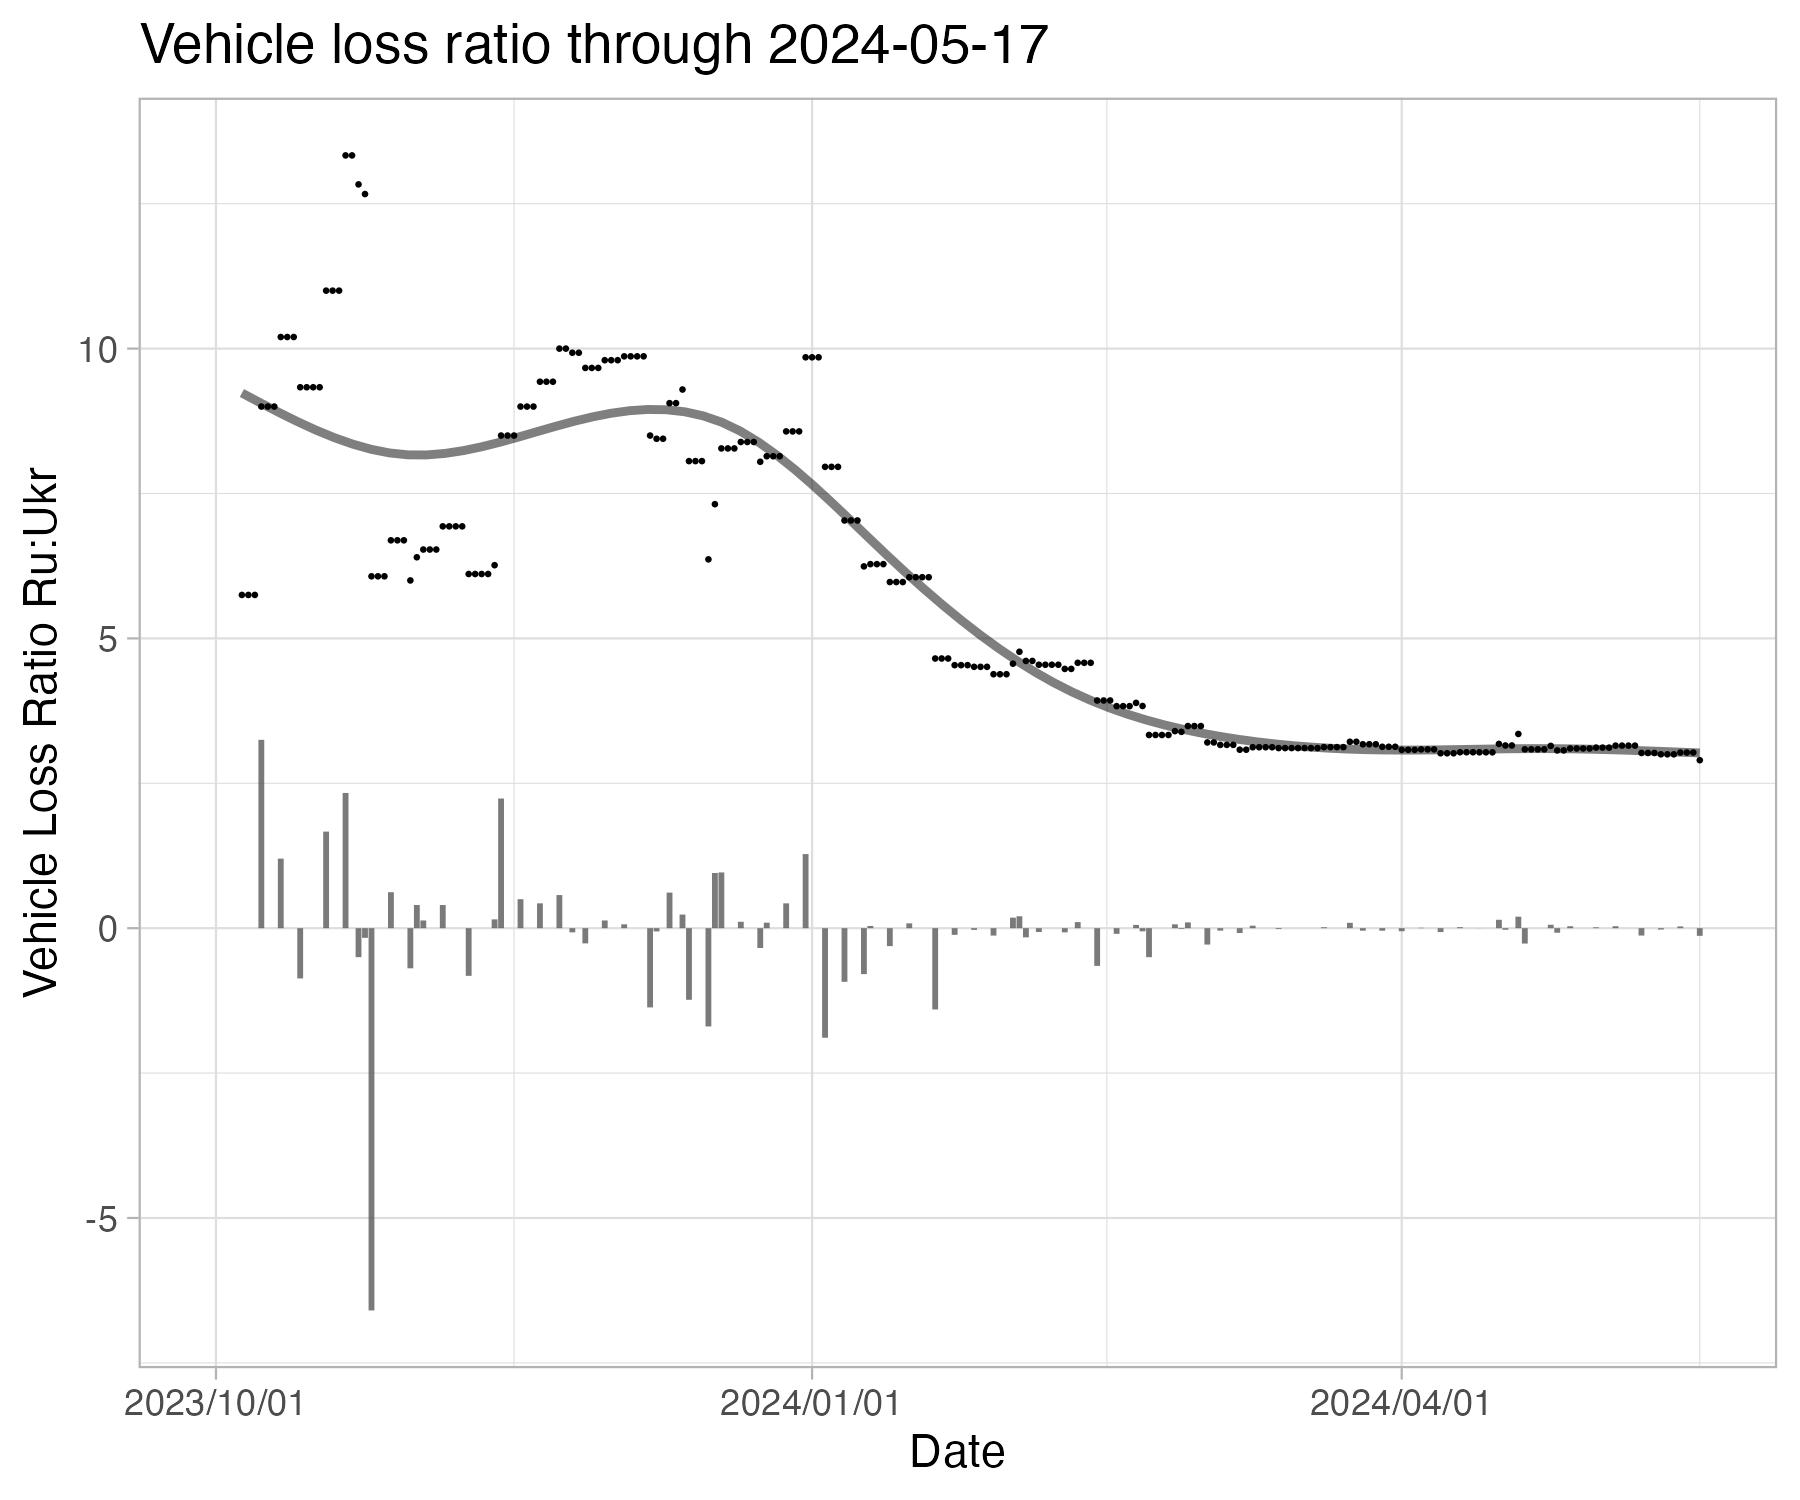 Vehicle loss ratio through 2024-05-17
Vehicle Loss Ratio Ru:Ukr
10
5
0
-5
2023/10/01
2024/01/01
2024/04/01
Date